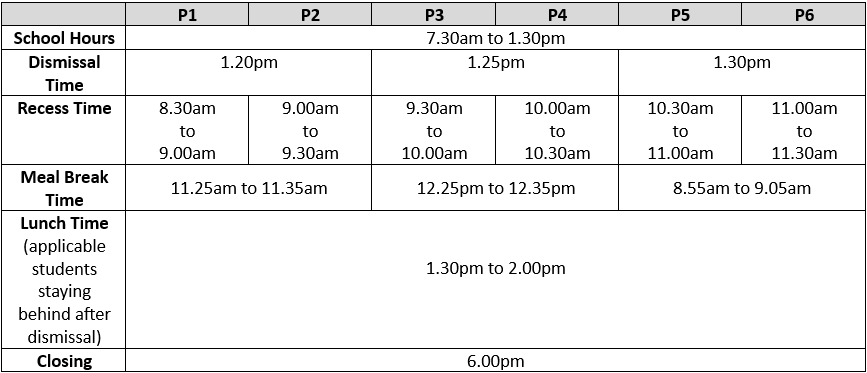 P1 P2 P3 P4 P5 P6
School Hours 7.30am to 1.30pm
Dismissal 1.20pm 1.25pm 1.30pm
Time
Recess Time 8.30am 9.00am 9.30am 10.00am 10.30am 11.00am
to to to to to to
9.00am 9.30am 10.00am 10.30am 11.00am 11.30am
Meal Break 11.25am to 11.35am 12.25pm to 12.35pm 8.55am to 9.05am
Time
Lunch Time
(applicable
students 1.30pm to 2.00pm
staying
behind after
dismissal)
Closing 6.00pm